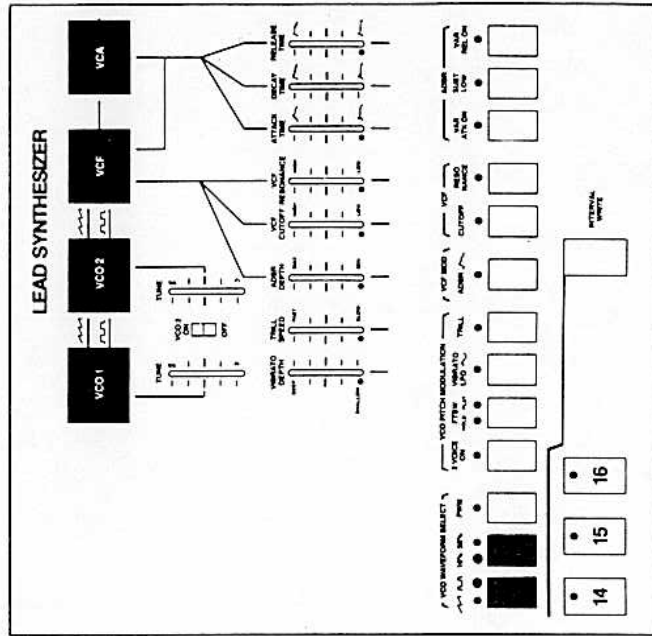 LEAD SYNTHESIZER
VCO 1
VCO 2
VCF
VCA
TUNE
VCO 2
ON
OFF
TUNE
VIBRATO DEPTH
TRILL SPEED
ADSR DEPTH
VCF CUTOFF
VCF RESONANCE
ATTACK TIME
DECAY TIME
RELEASE TIME
VCO WAVEFORM SELECT
VCO PITCH MODULATION
VCF MOD
VCF
ADSR
PWM
2 VOICE ON
VIBRATO LFO
TRILL
ADSR
CUTOFF
RESO NANCE
VAR ATK ON
SUST LOW
VAR REL ON
INTERVAL WRITE
14
15
16